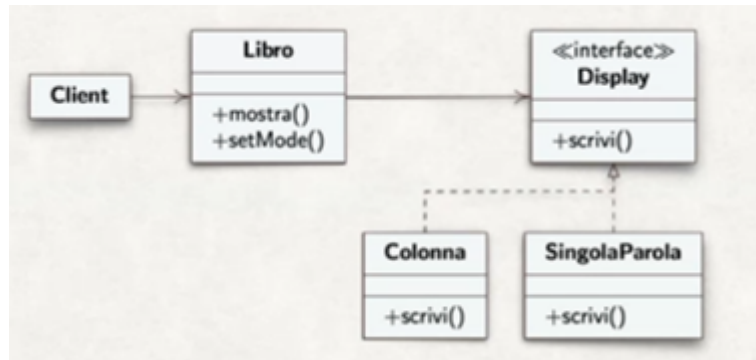 Client
Libro
+mostra()
+setMode()
≪interface≫
Display
+scrivi()
Colonna
+scrivi()
SingolaParola
+scrivi()